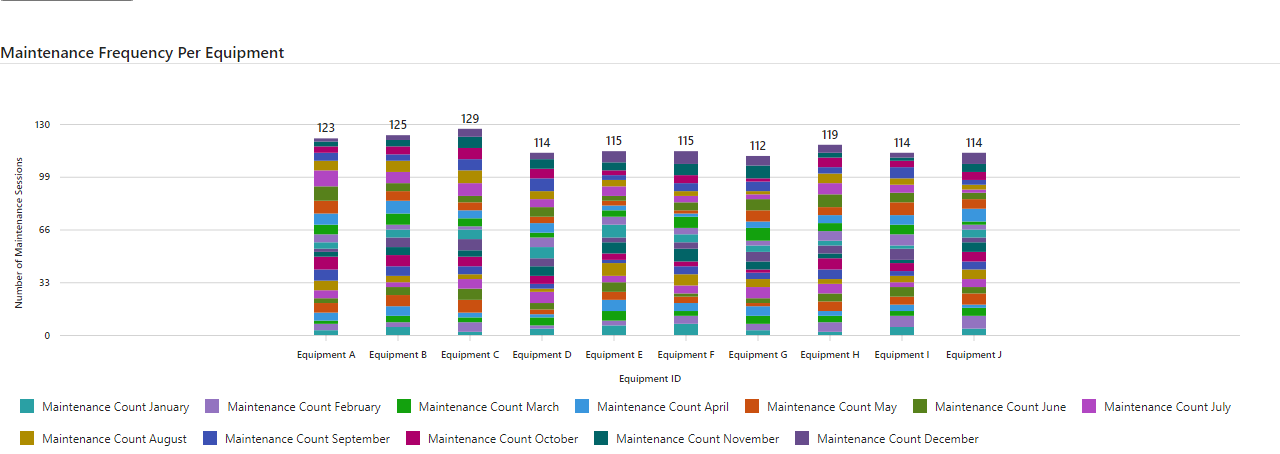 Maintenance Frequency Per Equipment
123 125 129 114 115 115 112 119 114 114
130
99
66
33
0
Number of Maintenance Sessions
Equipment A Equipment B Equipment C Equipment D Equipment E Equipment F Equipment G Equipment H Equipment I Equipment J
Equipment ID
Maintenance Count January Maintenance Count February Maintenance Count March Maintenance Count April Maintenance Count May Maintenance Count June Maintenance Count July
Maintenance Count August Maintenance Count September Maintenance Count October Maintenance Count November Maintenance Count December